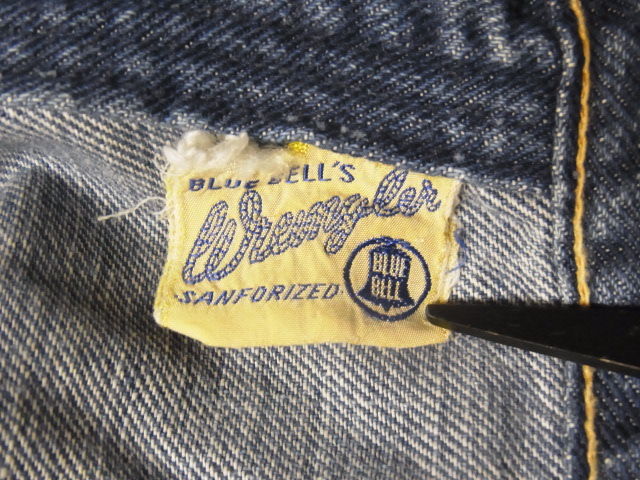 BLUE BELL'S
Wrangler
SANFORIZED
BLUE
BELL